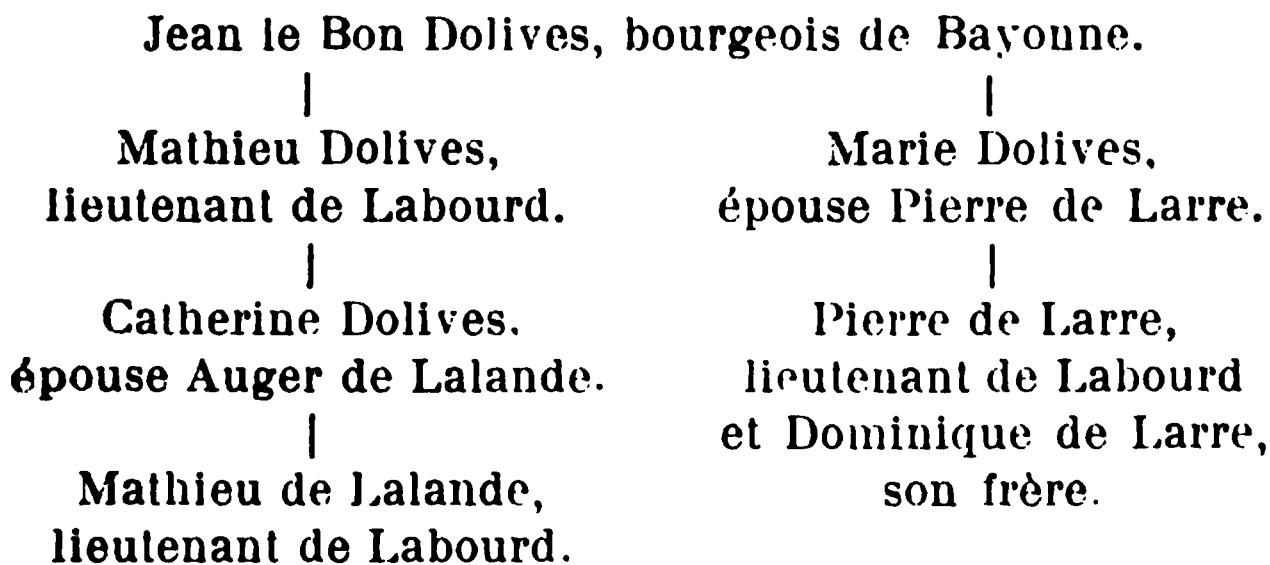 Jean le Bon Dolives, bourgeois de Bayonne.
Mathieu Dolives,
lieutenant de Labourd.
Catherine Dolives.
épouse Auger de Lalande.
Mathieu de Lalande,
lieutenant de Labourd.
Marie Dolives.
épouse Pierre de Larre.
Pierre de Larre,
lieutenant de Labourd
et Dominique de Larre,
son frère.